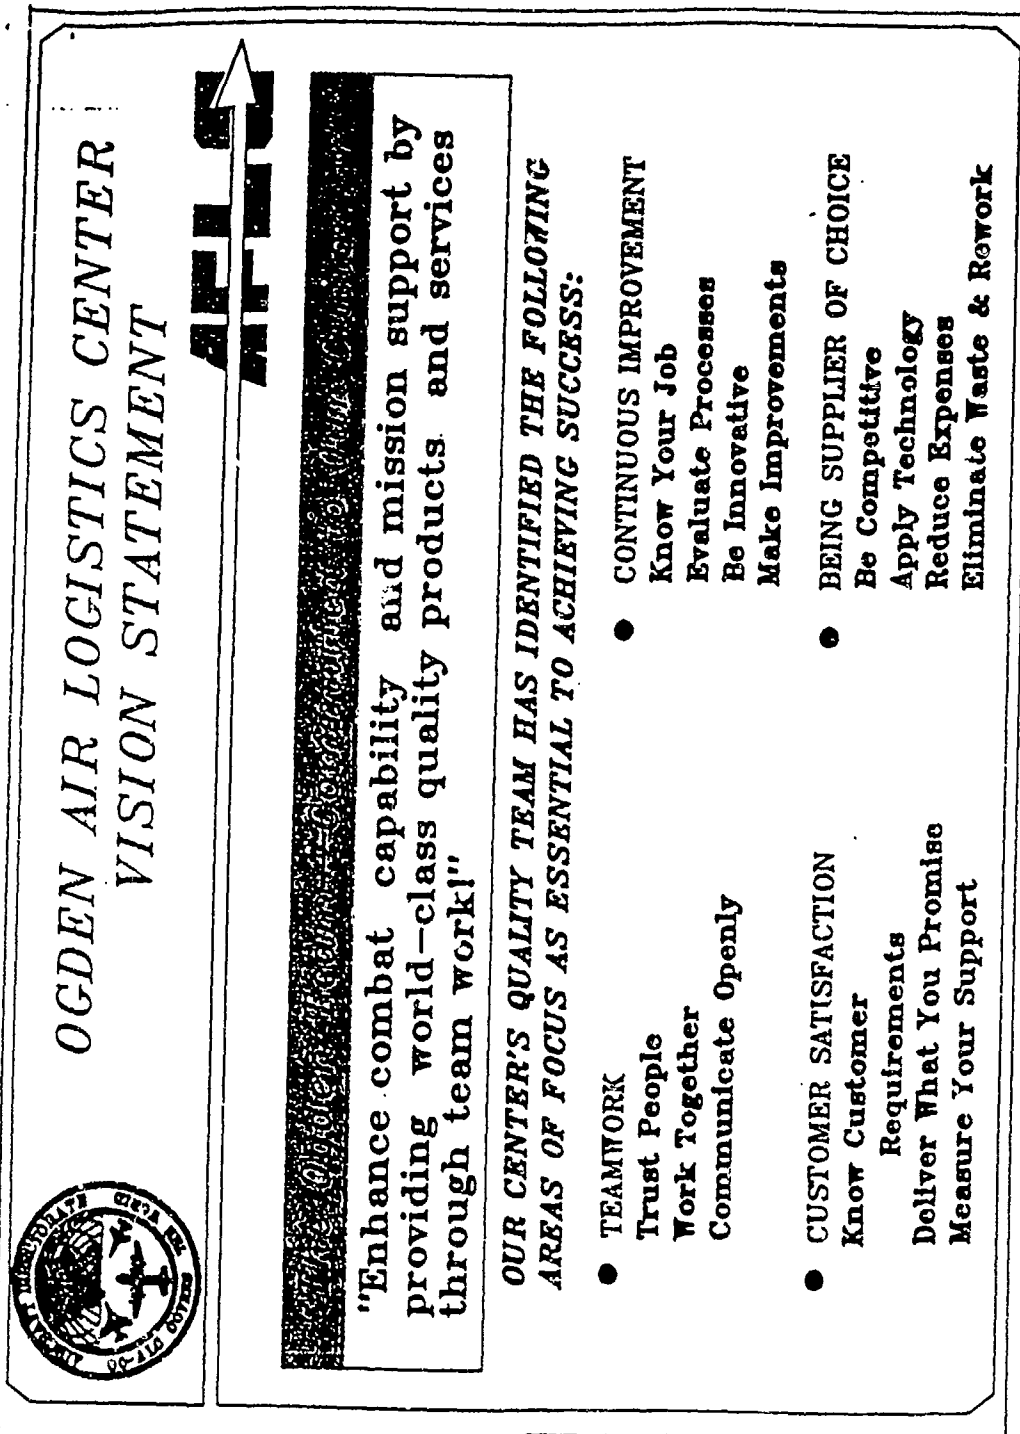 OGDEN AIR LOGISTICS CENTER
VISION STATEMENT
AFLC
"Enhance combat capability and mission support by
providing world-class quality products and services
through team work!"
OUR CENTER'S QUALITY TEAM HAS IDENTIFIED THE FOLLOWING
AREAS OF FOCUS AS ESSENTIAL TO ACHIEVING SUCCESS:
● TEAMWORK
Trust People
Work Together
Communicate Openly
● CONTINUOUS IMPROVEMENT
Know Your Job
Evaluate Processes
Be Innovative
Make Improvements
● CUSTOMER SATISFACTION
Know Customer
Requirements
Deliver What You Promise
Measure Your Support
● BEING SUPPLIER OF CHOICE
Be Competitive
Apply Technology
Reduce Expenses
Eliminate Waste & Rework